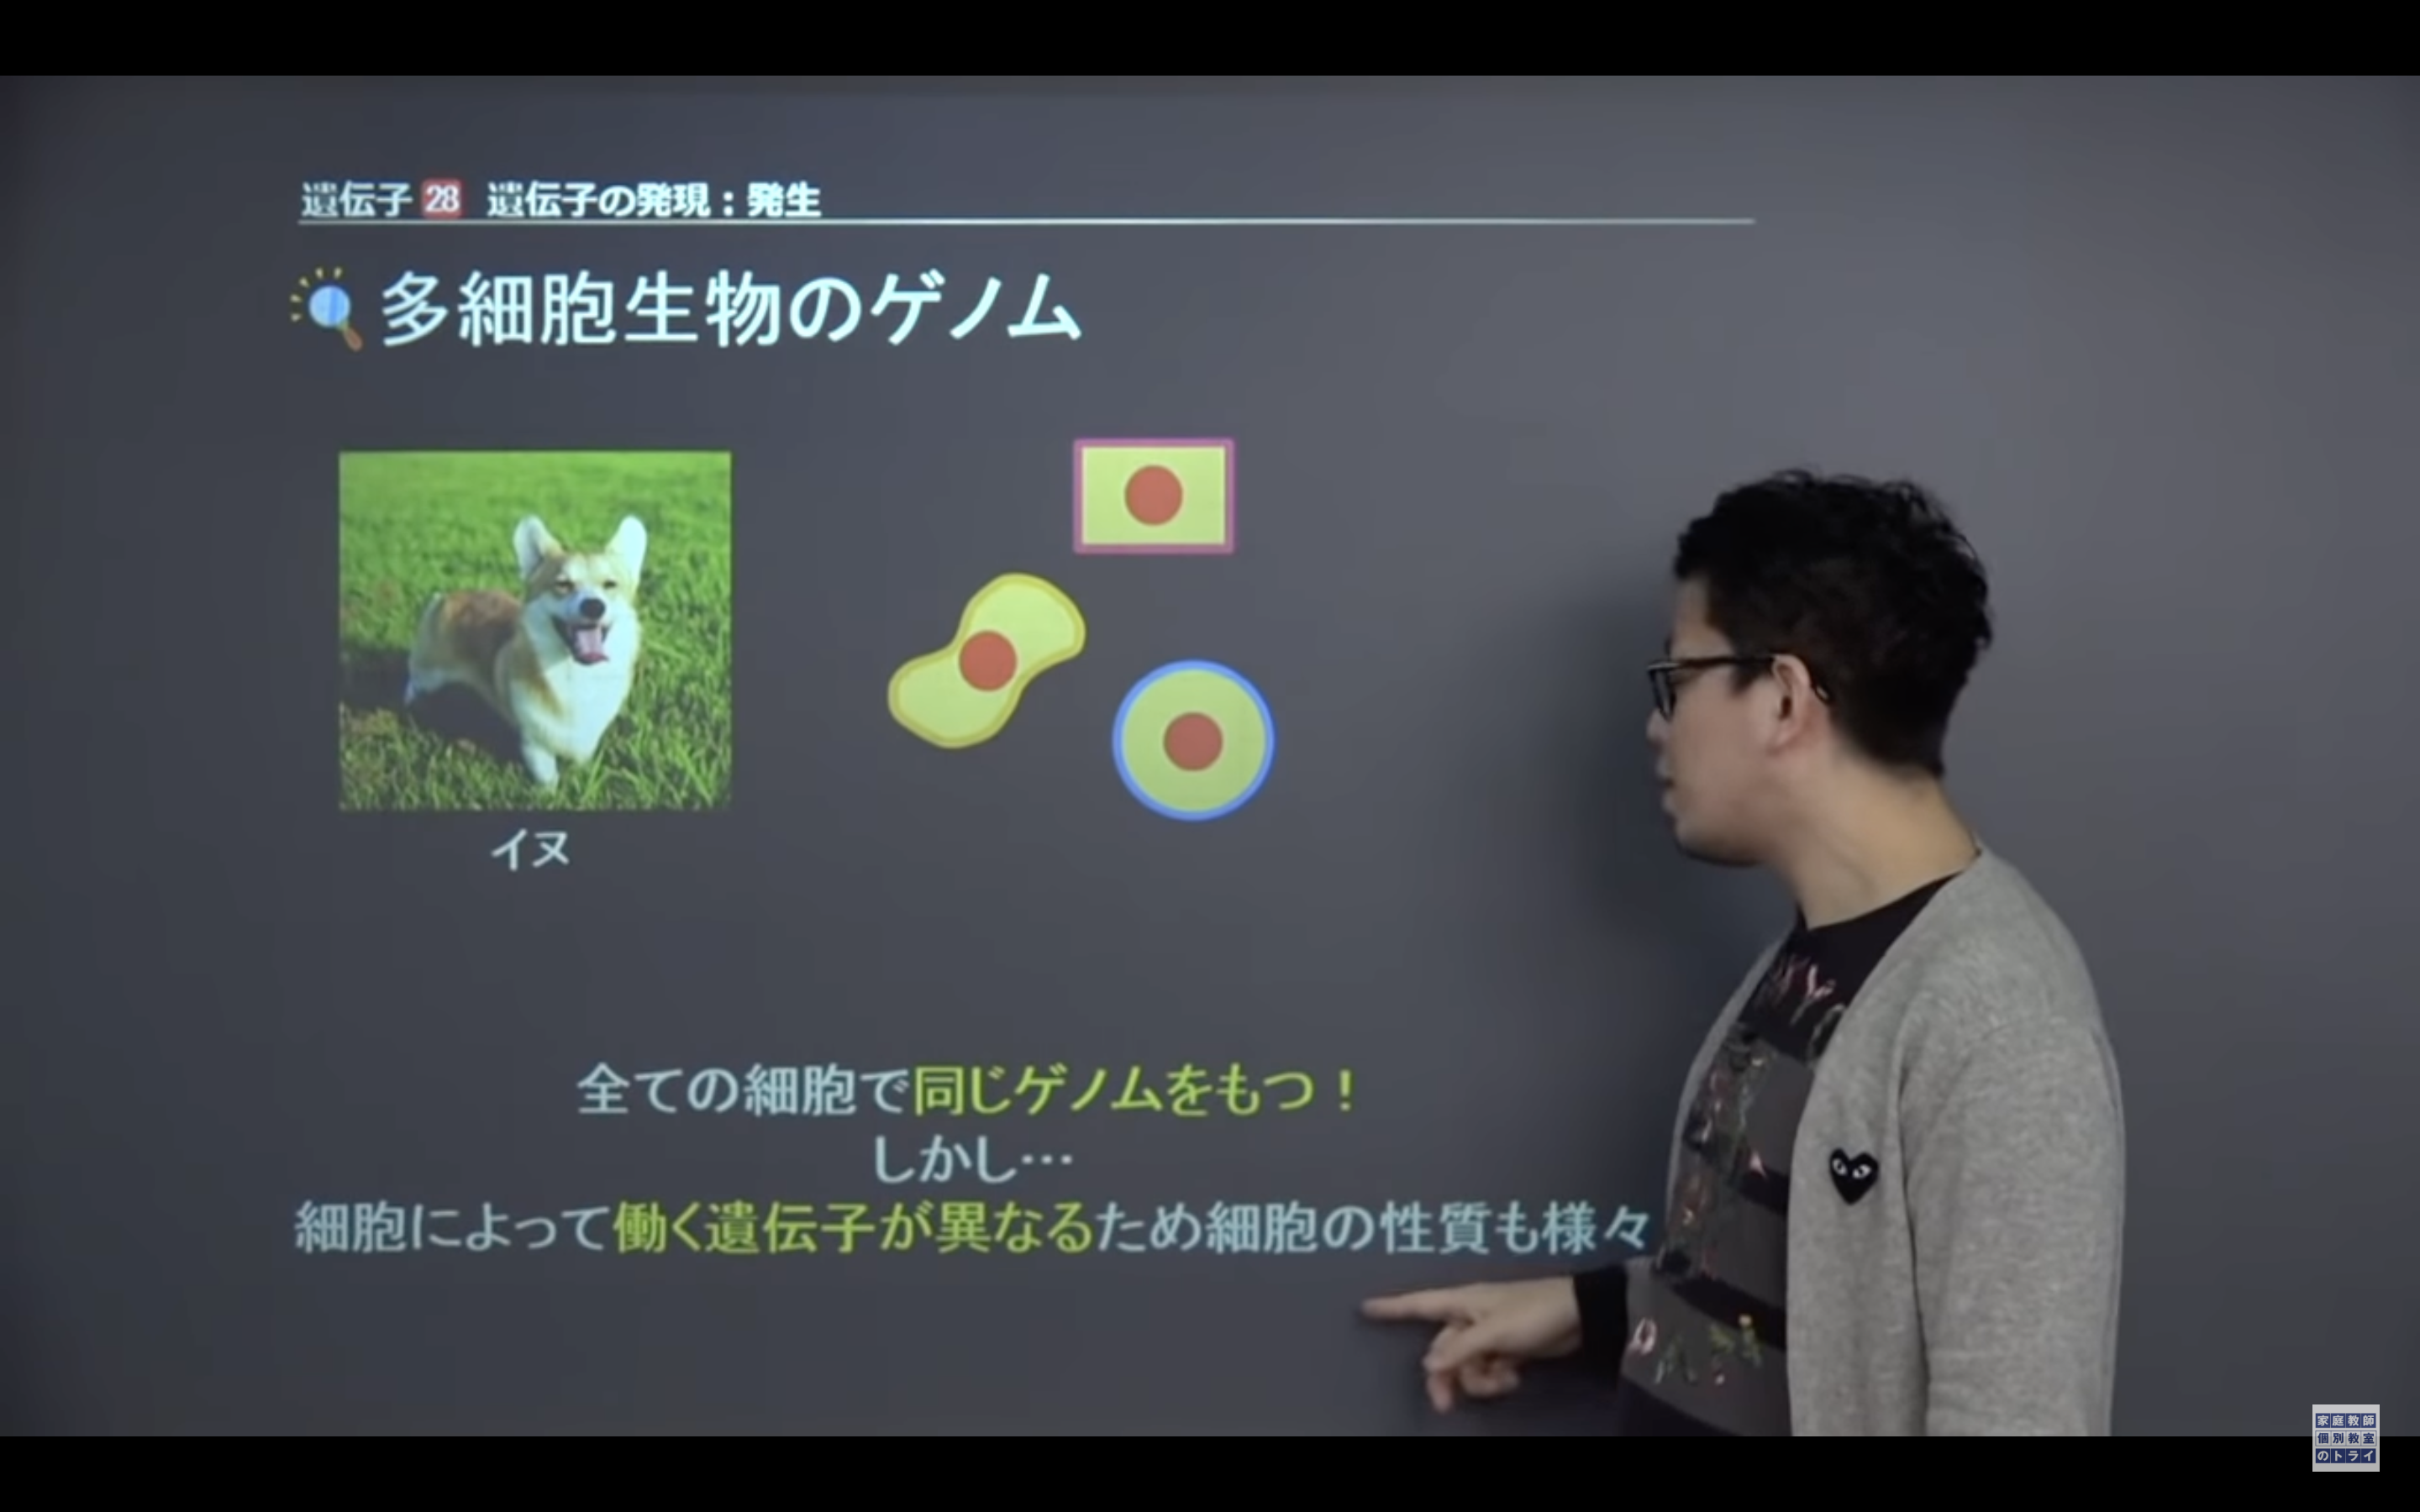 遺伝子 28 遺伝子の発現：発生
多細胞生物のゲノム
イヌ
全ての細胞で同じゲノムをもつ！
しかし…
細胞によって働く遺伝子が異なるため細胞の性質も様々
家庭教師
個別教室
のトライ